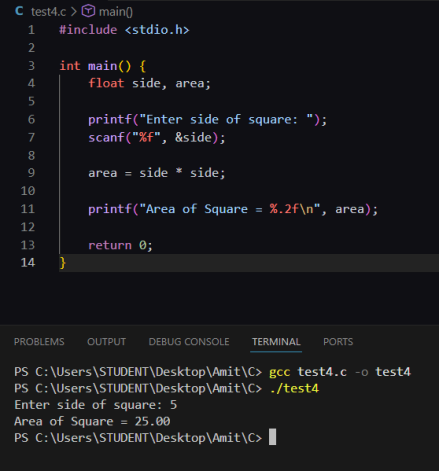 C test4.c > main()
1 #include <stdio.h>
2
3 int main() {
4     float side, area;
5
6     printf("Enter side of square: ");
7     scanf("%f", &side);
8
9     area = side * side;
10
11     printf("Area of Square = %.2f\n", area);
12
13     return 0;
14 }
PROBLEMS OUTPUT DEBUG CONSOLE TERMINAL PORTS
PS C:\Users\STUDENT\Desktop\Amit\C> gcc test4.c -o test4
PS C:\Users\STUDENT\Desktop\Amit\C> ./test4
Enter side of square: 5
Area of Square = 25.00
PS C:\Users\STUDENT\Desktop\Amit\C>